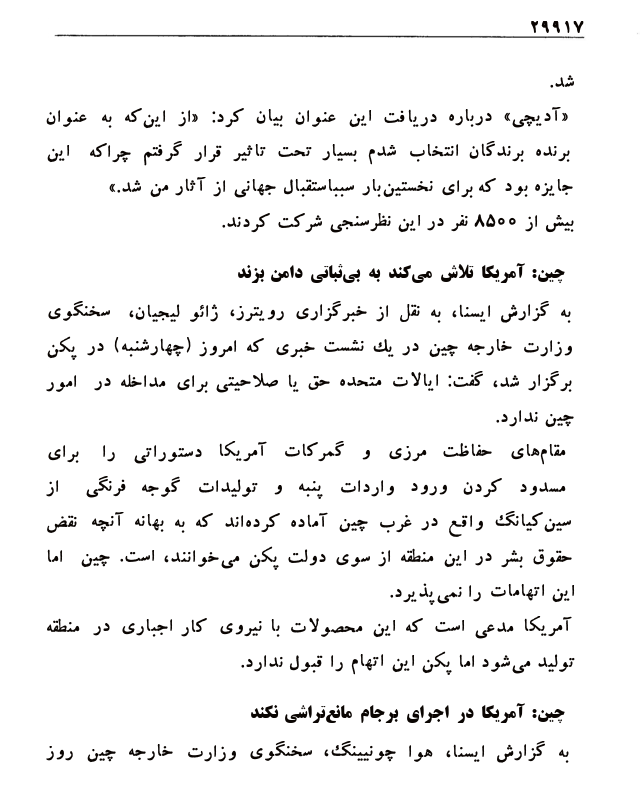 ۲۹۹۱۷
شد.
«آدیچی» درباره دریافت این عنوان بیان کرد: «از این‌که به عنوان
برنده برندگان انتخاب شدم بسیار تحت تاثیر قرار گرفتم چراکه این
جایزه بود که برای نخستین‌بار سبب‌استقبال جهانی از آثار من شد.»
بیش از ۸۵۰۰ نفر در این نظرسنجی شرکت کردند.
چین: آمریکا تلاش می‌کند به بی‌ثباتی دامن بزند
به گزارش ایسنا، به نقل از خبرگزاری رویترز، ژائو لیجیان، سخنگوی
وزارت خارجه چین در یك نشست خبری که امروز (چهارشنبه) در پکن
برگزار شد، گفت: ایالات متحده حق یا صلاحیتی برای مداخله در امور
چین ندارد.
مقام‌های حفاظت مرزی و گمرکات آمریکا دستوراتی را برای
مسدود کردن ورود واردات پنبه و تولیدات گوجه فرنگی از
سین‌کیانگ واقع در غرب چین آماده کرده‌اند که به بهانه آنچه نقض
حقوق بشر در این منطقه از سوی دولت پکن می‌خوانند، است. چین اما
این اتهامات را نمی‌پذیرد.
آمریکا مدعی است که این محصولات با نیروی کار اجباری در منطقه
تولید می‌شود اما پکن این اتهام را قبول ندارد.
چین: آمریکا در اجرای برجام مانع‌تراشی نکند
به گزارش ایسنا، هوا چونیینگ، سخنگوی وزارت خارجه چین روز